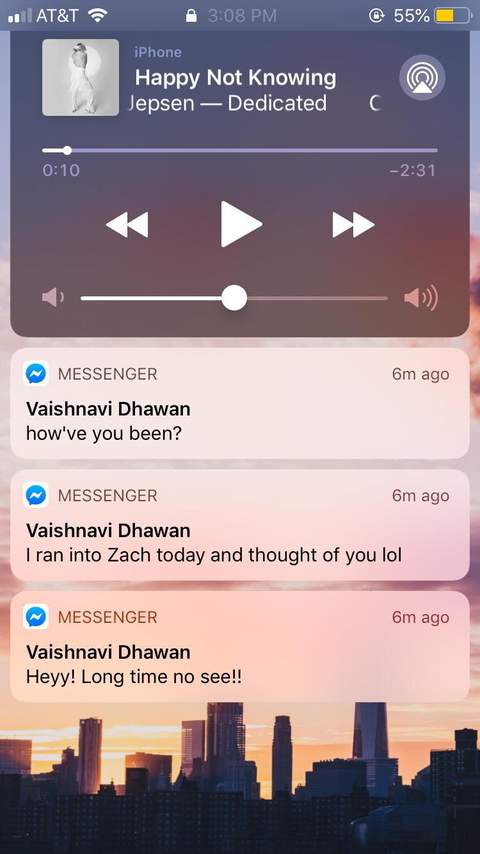 AT&T 3:08 PM 55%
iPhone
Happy Not Knowing
Jepsen — Dedicated C
0:10 −2:31
MESSENGER 6m ago
Vaishnavi Dhawan
how've you been?
MESSENGER 6m ago
Vaishnavi Dhawan
I ran into Zach today and thought of you lol
MESSENGER 6m ago
Vaishnavi Dhawan
Heyy! Long time no see!!